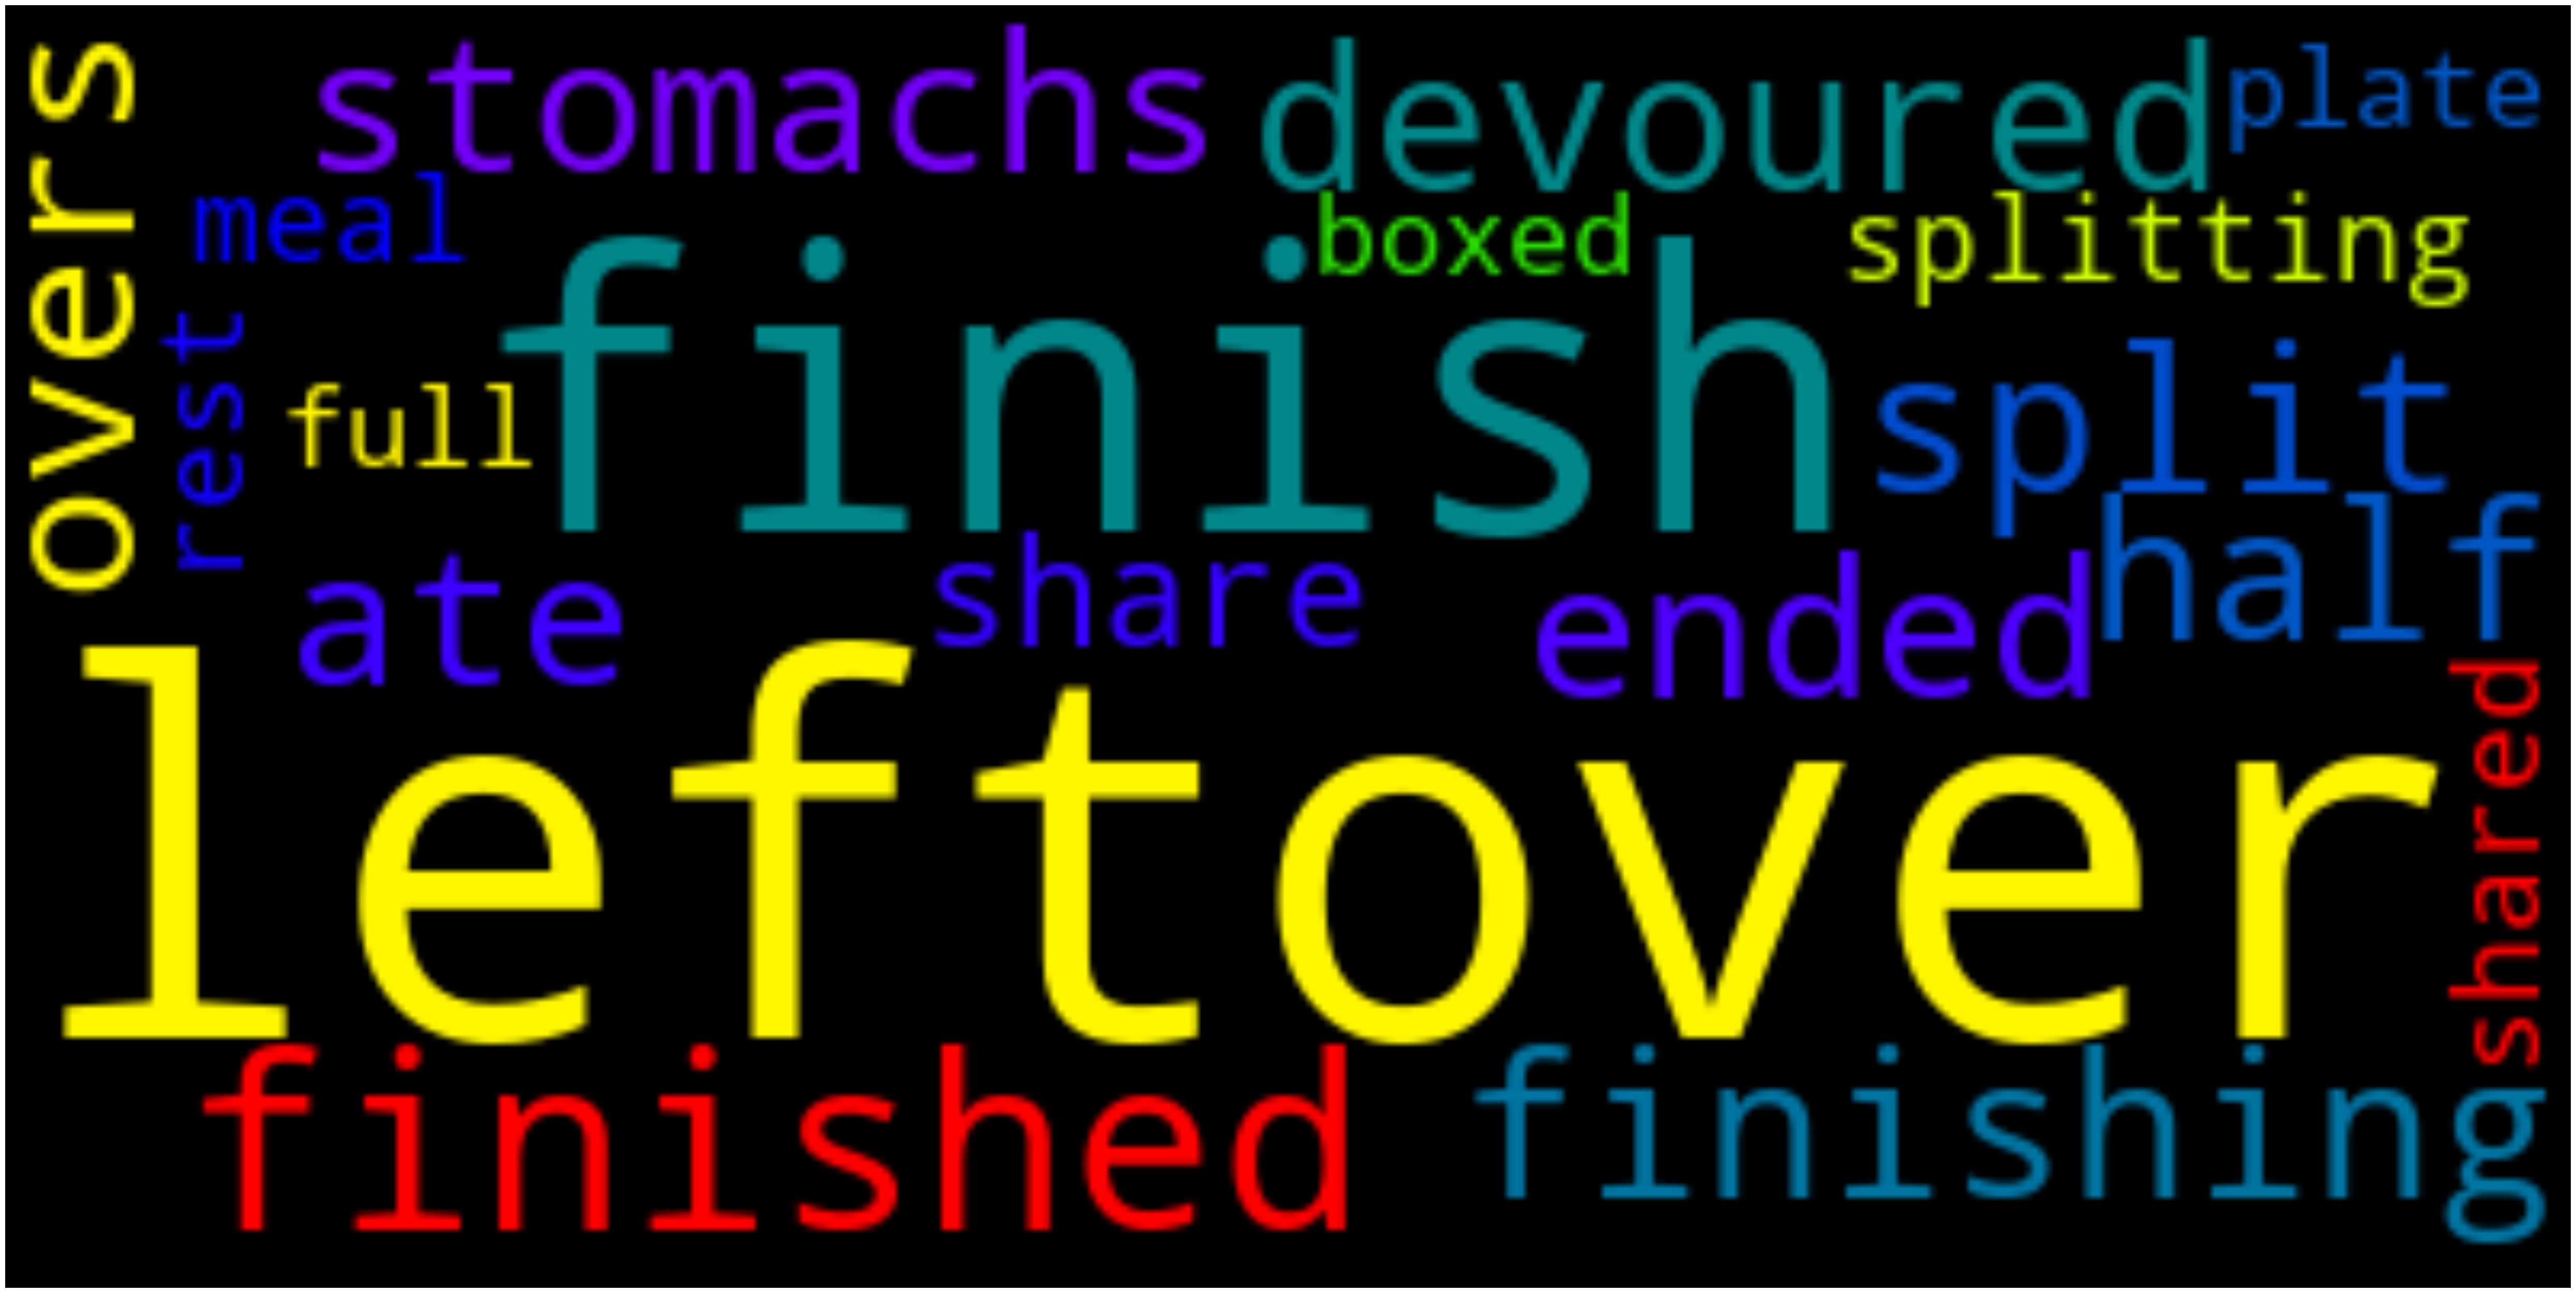 overs
stomachs
devoured
plate
meal
boxed
splitting
rest
full
finish
split
half
ate
share
ended
leftover
shared
finished
finishing